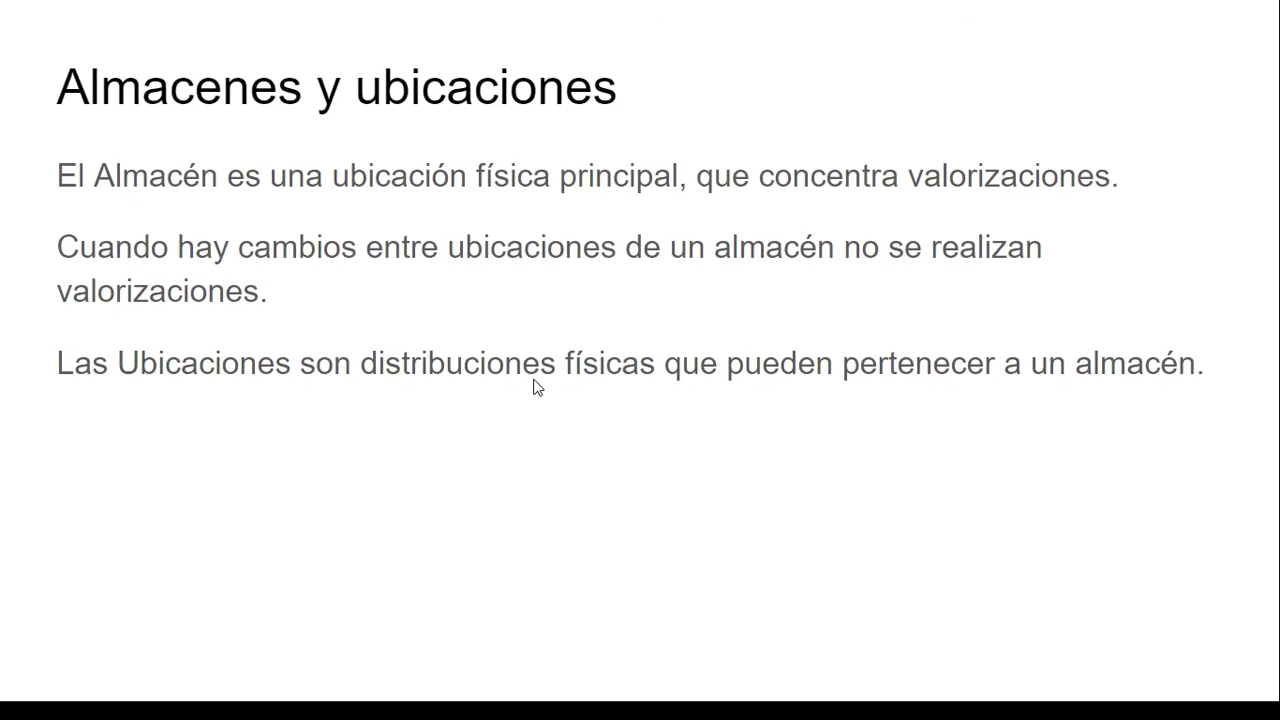 Almacenes y ubicaciones
El Almacén es una ubicación física principal, que concentra valorizaciones.
Cuando hay cambios entre ubicaciones de un almacén no se realizan
valorizaciones.
Las Ubicaciones son distribuciones físicas que pueden pertenecer a un almacén.